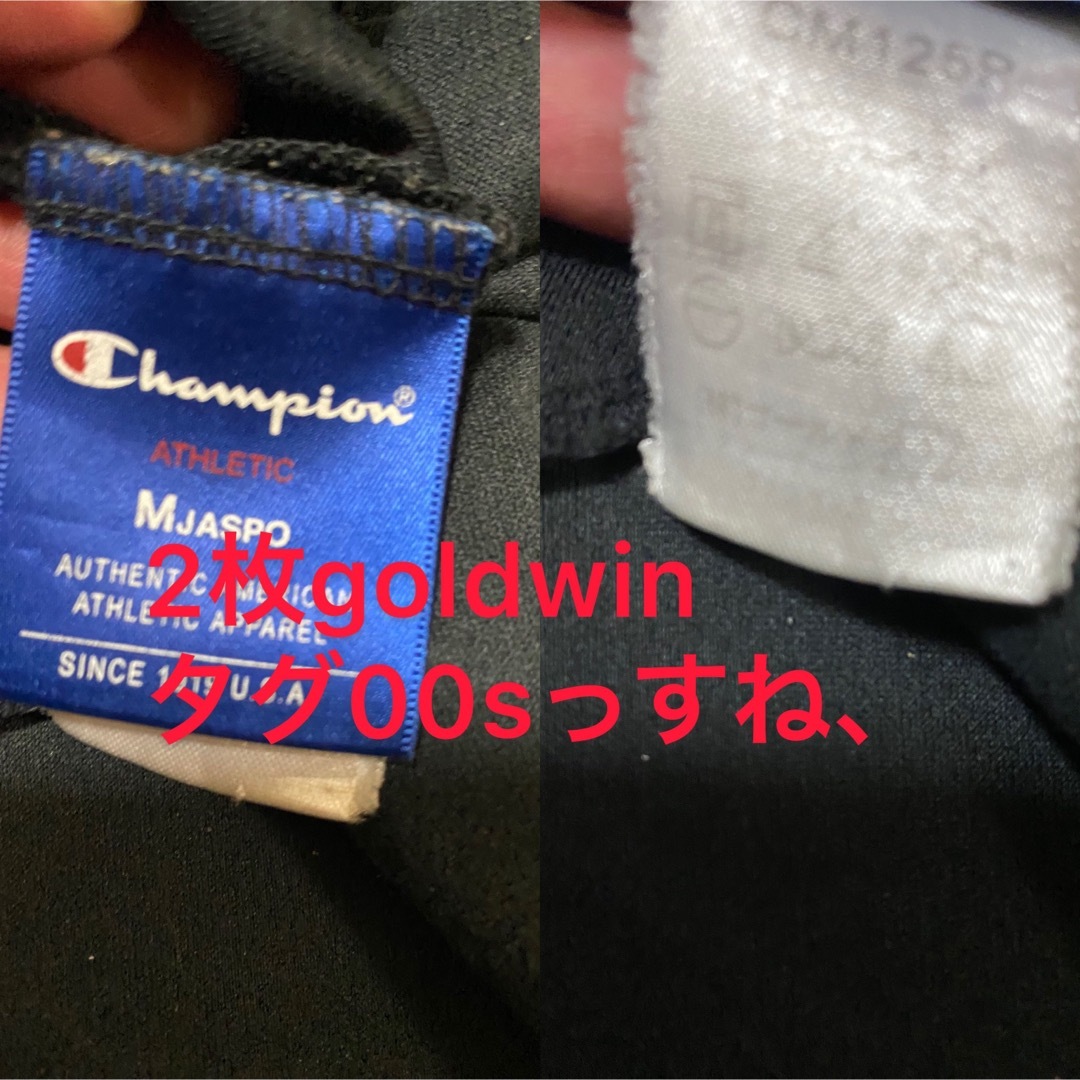 Champion®
ATHLETIC
MJASPO
AUTHENTIC AMERICAN
ATHLETIC APPAREL
SINCE 1919 U.S.A
2枚goldwin
タグ00sっすね、